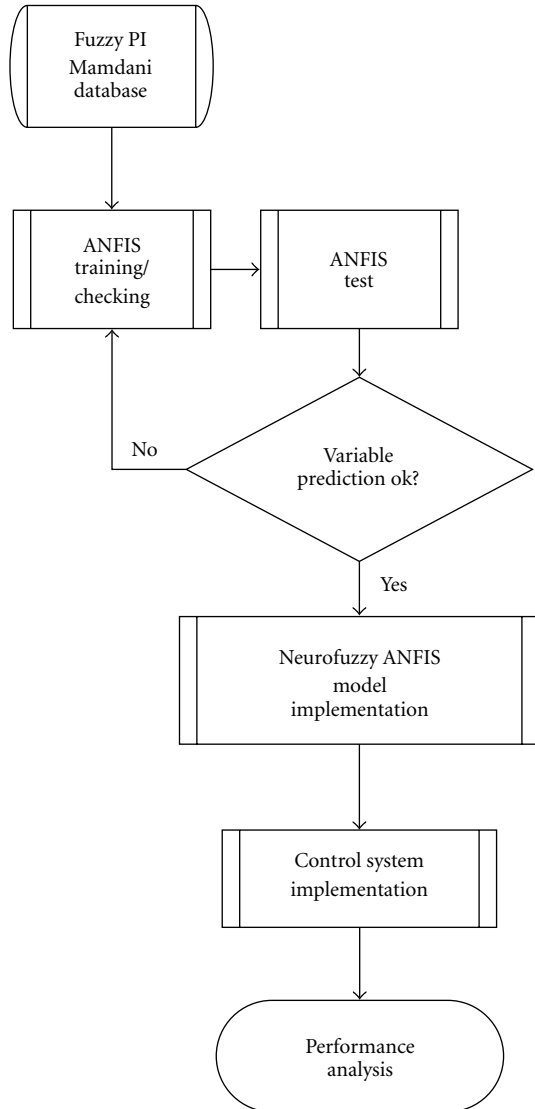 Fuzzy PI
Mamdani
database
ANFIS
training/
checking
ANFIS
test
Variable
prediction ok?
No
Yes
Neurofuzzy ANFIS
model
implementation
Control system
implementation
Performance
analysis